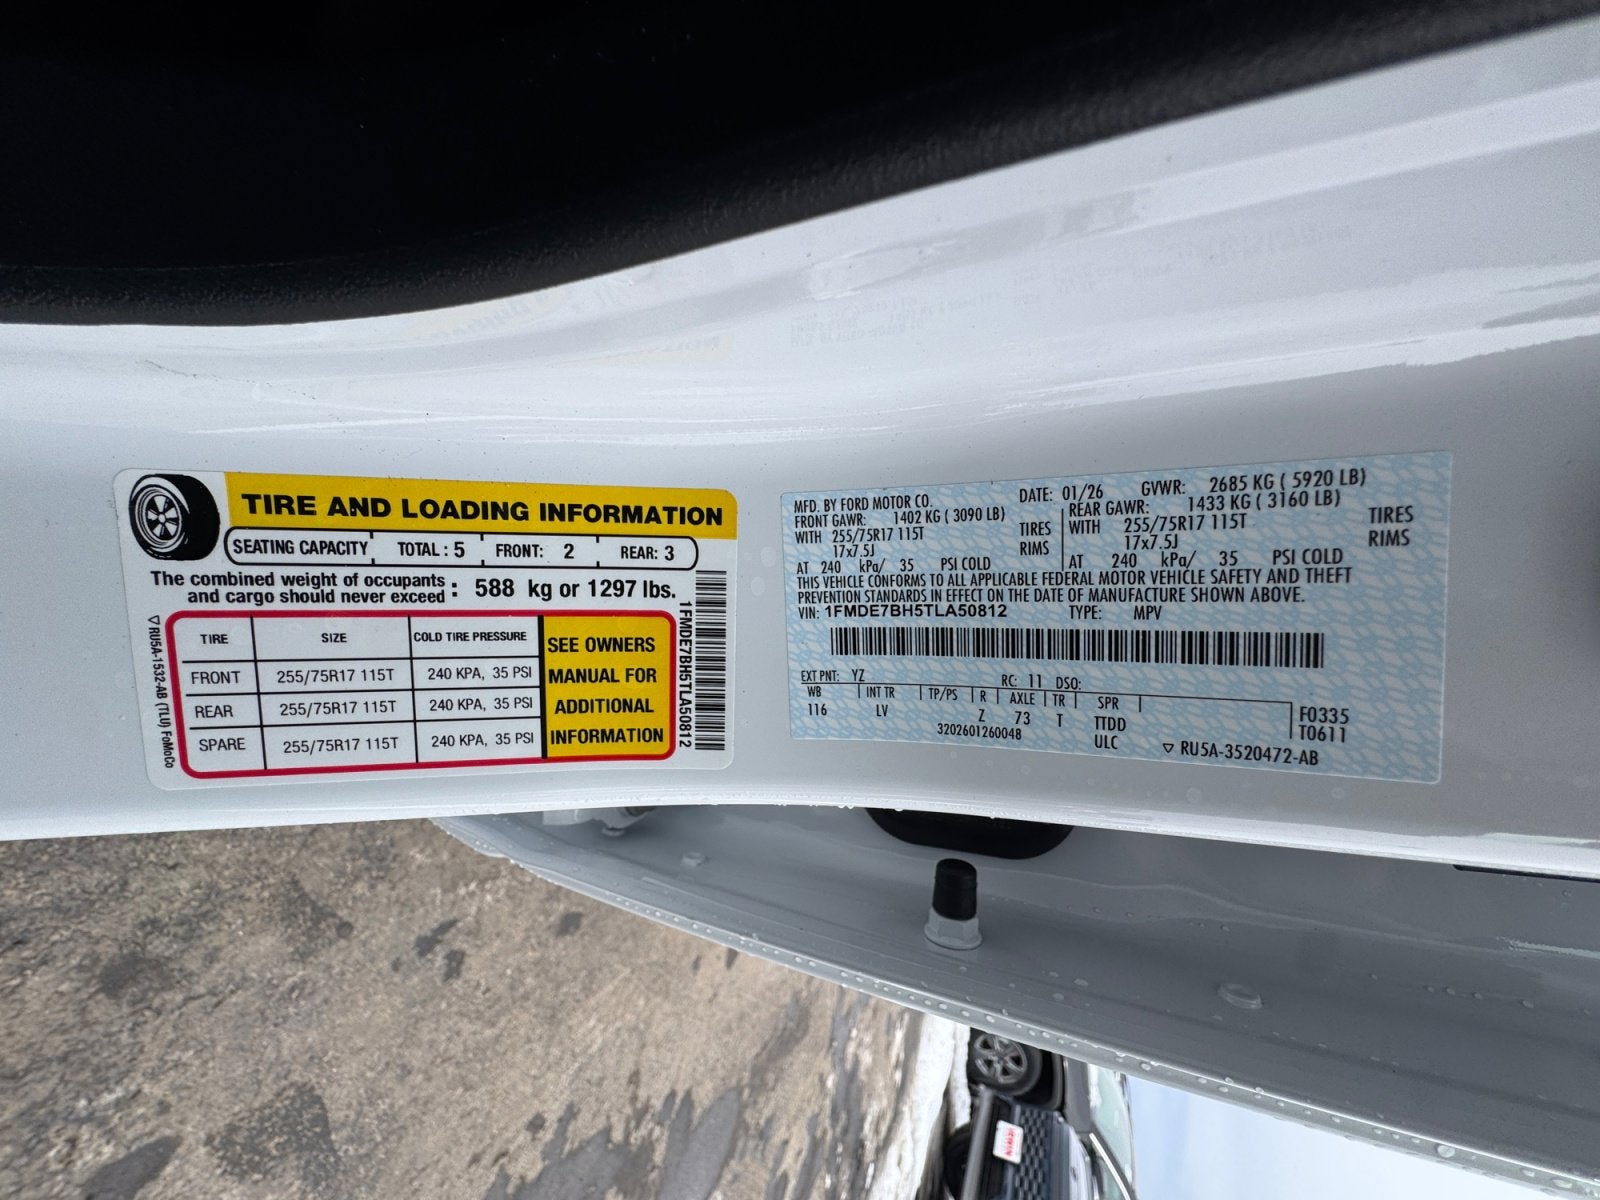 TIRE AND LOADING INFORMATION
SEATING CAPACITY TOTAL : 5 FRONT: 2 REAR: 3
The combined weight of occupants
and cargo should never exceed : 588 kg or 1297 lbs.
TIRE SIZE COLD TIRE PRESSURE
FRONT 255/75R17 115T 240 KPA, 35 PSI
REAR 255/75R17 115T 240 KPA, 35 PSI
SPARE 255/75R17 115T 240 KPA, 35 PSI
SEE OWNERS
MANUAL FOR
ADDITIONAL
INFORMATION
▽ RU5A-1532-AB (TLU) FoMoCo
1FMDE7BH5TLA50812
MFD. BY FORD MOTOR CO. DATE: 01/26 GVWR: 2685 KG ( 5920 LB)
FRONT GAWR: 1402 KG ( 3090 LB) REAR GAWR: 1433 KG ( 3160 LB)
WITH 255/75R17 115T TIRES WITH 255/75R17 115T TIRES
17x7.5J RIMS 17x7.5J RIMS
AT 240 kPa/ 35 PSI COLD AT 240 kPa/ 35 PSI COLD
THIS VEHICLE CONFORMS TO ALL APPLICABLE FEDERAL MOTOR VEHICLE SAFETY AND THEFT
PREVENTION STANDARDS IN EFFECT ON THE DATE OF MANUFACTURE SHOWN ABOVE.
VIN: 1FMDE7BH5TLA50812 TYPE: MPV
EXT PNT: YZ RC: 11 DSO:
WB INT TR TP/PS R AXLE TR SPR
116 LV Z 73 T TTDD F0335
3202601260048 ULC T0611
▽ RU5A-3520472-AB